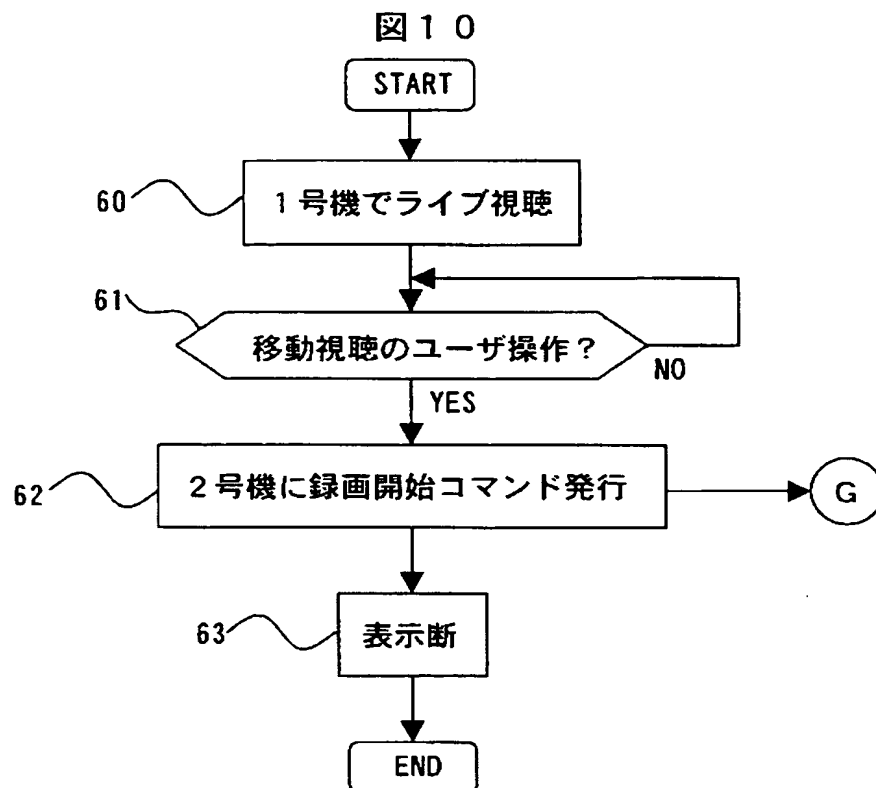 図10
START
60
1号機でライブ視聴
61
移動視聴のユーザ操作?
NO
YES
62
2号機に録画開始コマンド発行
G
63
表示断
END